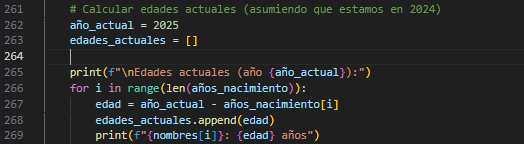 261 # Calcular edades actuales (asumiendo que estamos en 2024)
262 año_actual = 2025
263 edades_actuales = []
264
265 print(f"\nEdades actuales (año {año_actual}):")
266 for i in range(len(años_nacimiento)):
267 edad = año_actual - años_nacimiento[i]
268 edades_actuales.append(edad)
269 print(f"{nombres[i]}: {edad} años")